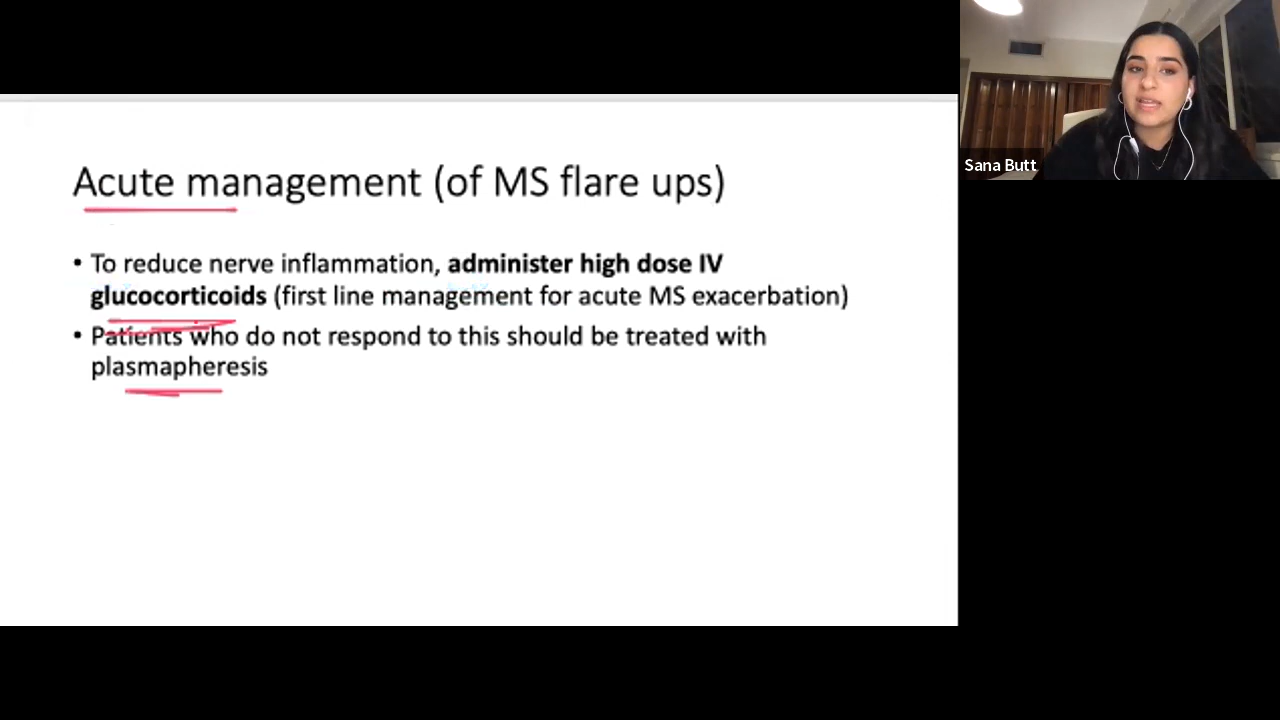 Acute management (of MS flare ups)
• To reduce nerve inflammation, administer high dose IV
glucocorticoids (first line management for acute MS exacerbation)
• Patients who do not respond to this should be treated with
plasmapheresis
Sana Butt